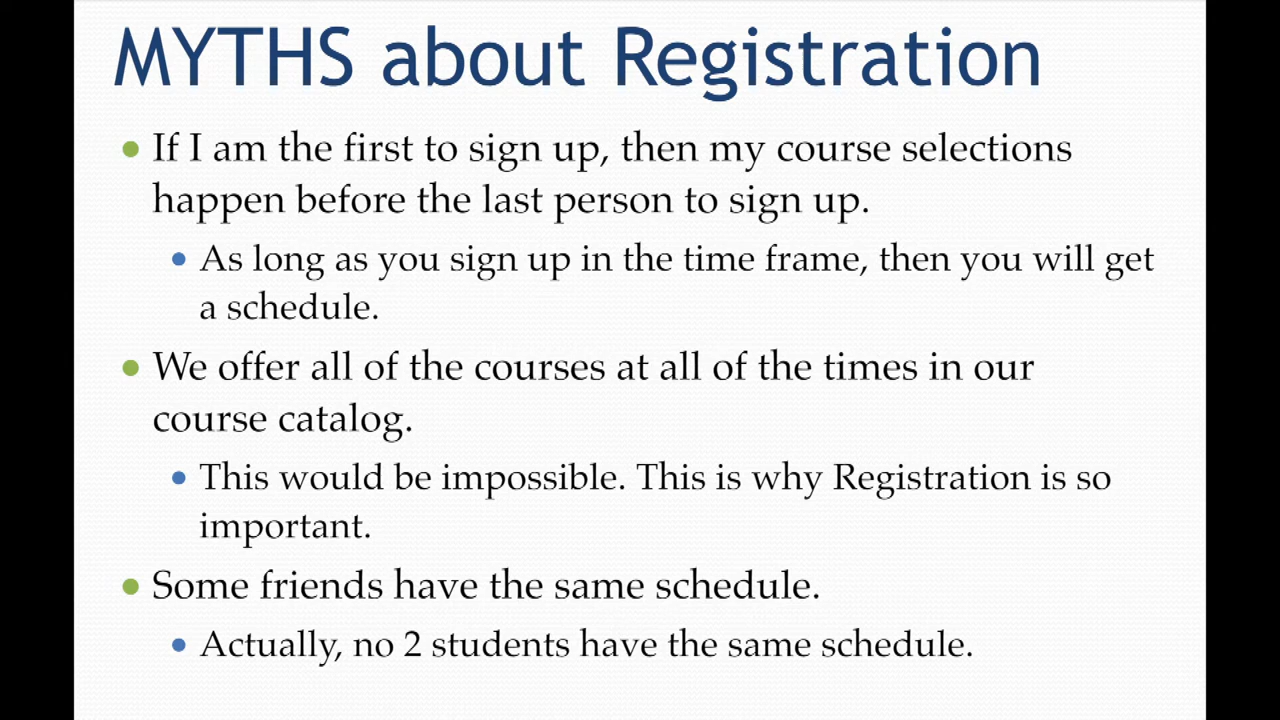 MYTHS about Registration
If I am the first to sign up, then my course selections
happen before the last person to sign up.
As long as you sign up in the time frame, then you will get
a schedule.
We offer all of the courses at all of the times in our
course catalog.
This would be impossible. This is why Registration is so
important.
Some friends have the same schedule.
Actually, no 2 students have the same schedule.